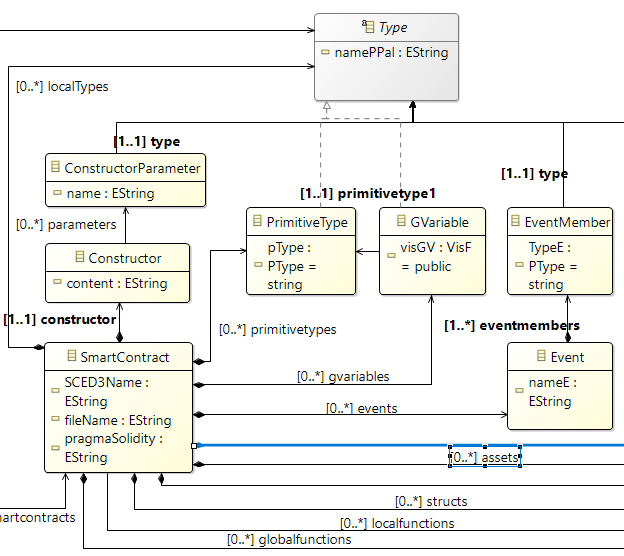 Type
namePPal : EString
[0..*] localTypes
[1..1] type
ConstructorParameter
name : EString
[1..1] type
[1..1] primitivetype1
[0..*] parameters
PrimitiveType
pType :
PType =
string
GVariable
visGV : VisF
= public
EventMember
TypeE :
PType =
string
Constructor
content : EString
[1..1] constructor
[0..*] primitivetypes
[1..*] eventmembers
SmartContract
SCED3Name :
EString
fileName : EString
pragmaSolidity :
EString
[0..*] gvariables
Event
nameE :
EString
[0..*] events
[0..*] assets
[0..*] structs
martcontracts
[0..*] localfunctions
[0..*] globalfunctions